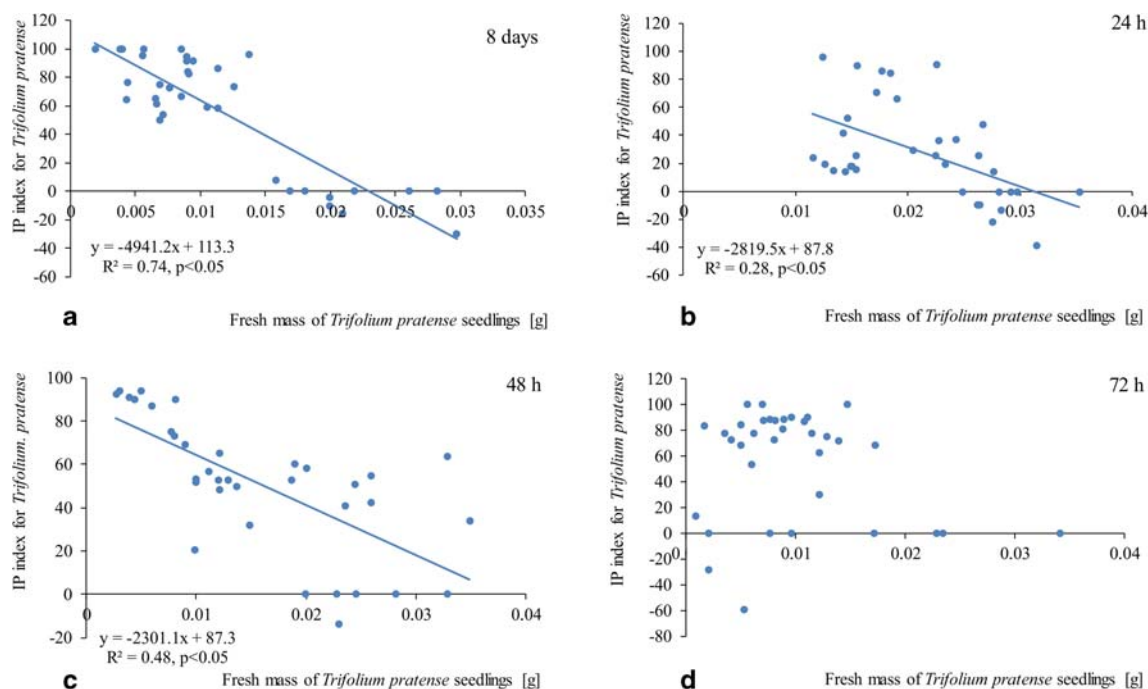 8 days
IP index for Trifolium pratense
120
100
80
60
40
20
0
-20
-40
-60
0 0.005 0.01 0.015 0.02 0.025 0.03 0.035
y = -4941.2x + 113.3
R² = 0.74, p<0.05
a
Fresh mass of Trifolium pratense seedlings [g]
24 h
IP index for Trifolium pratense
120
100
80
60
40
20
0
-20
-40
-60
0 0.01 0.02 0.03 0.04
y = -2819.5x + 87.8
R² = 0.28, p<0.05
b
Fresh mass of Trifolium pratense seedlings [g]
48 h
IP index for Trifolium. pratense
100
80
60
40
20
0
-20
0 0.01 0.02 0.03 0.04
y = -2301.1x + 87.3
R² = 0.48, p<0.05
c
Fresh mass of Trifolium pratense seedlings [g]
72 h
IP index for Trifolium pratense
120
100
80
60
40
20
0
-20
-40
-60
-80
0 0.01 0.02 0.03 0.04
d
Fresh mass of Trifolium pratense seedlings [g]